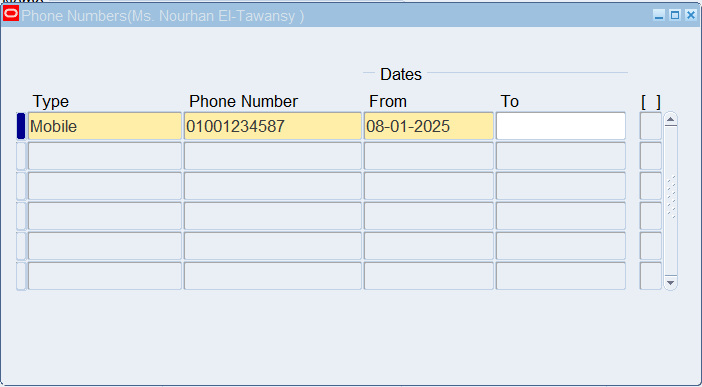 Phone Numbers(Ms. Nourhan El-Tawansy )
Dates
Type Phone Number From To [ ]
Mobile 01001234587 08-01-2025